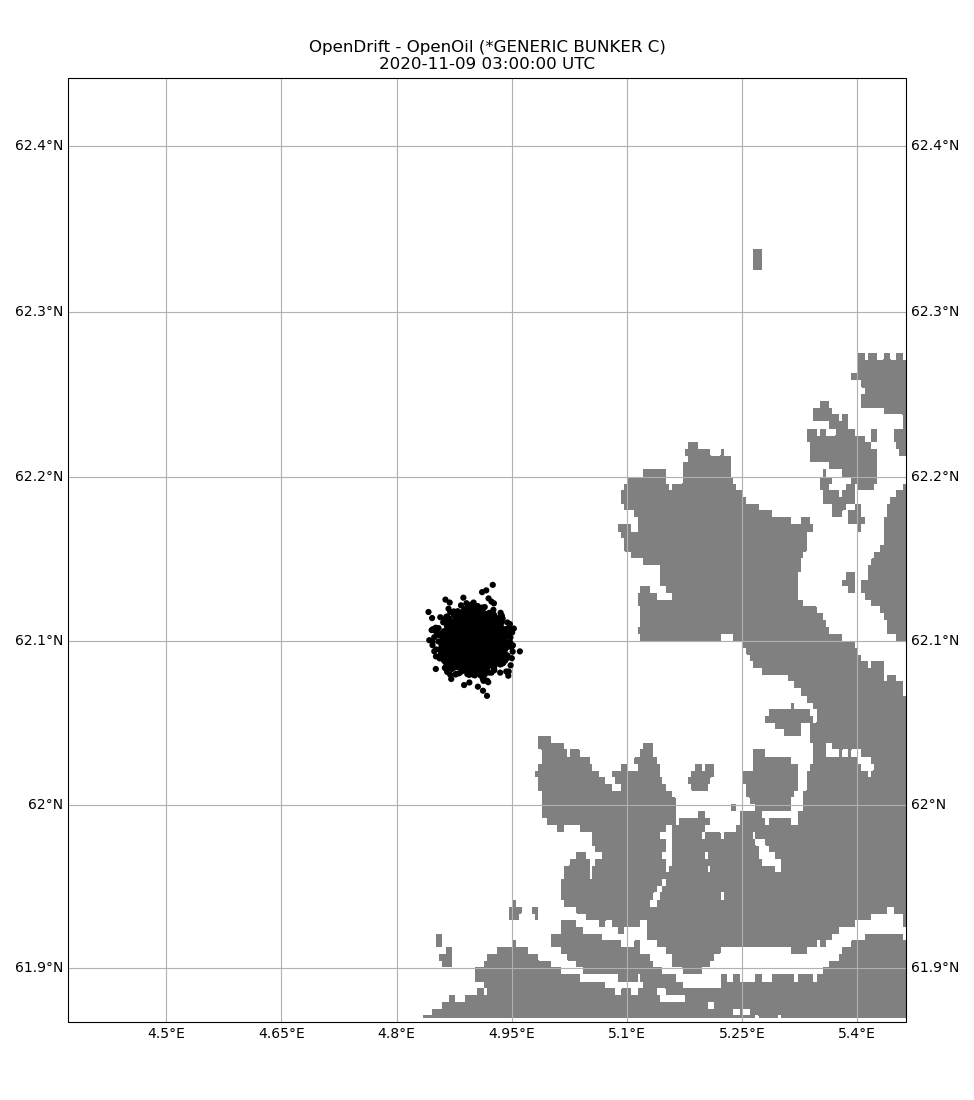 OpenDrift - OpenOil (*GENERIC BUNKER C)
2020-11-09 03:00:00 UTC
62.4°N 62.4°N
62.3°N 62.3°N
62.2°N 62.2°N
62.1°N 62.1°N
62°N 62°N
61.9°N 61.9°N
4.5°E 4.65°E 4.8°E 4.95°E 5.1°E 5.25°E 5.4°E